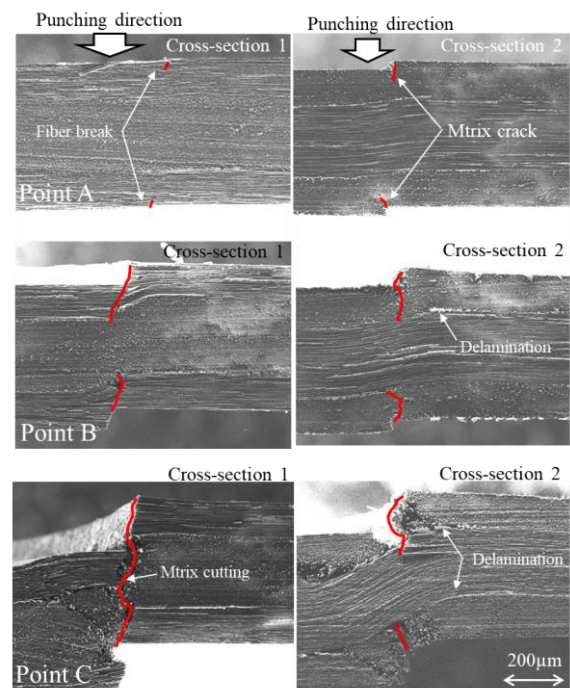 Punching direction
Cross-section 1
Fiber break
Point A
Punching direction
Cross-section 2
Mtrix crack
Cross-section 1
Point B
Cross-section 2
Delamination
Cross-section 1
Mtrix cutting
Point C
Cross-section 2
Delamination
200μm